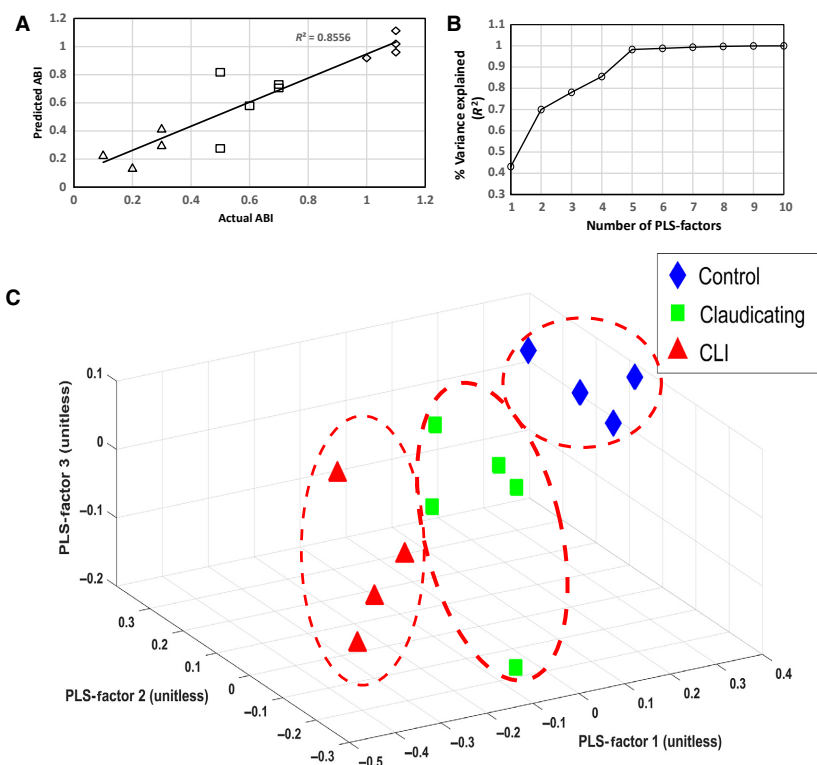 A
1.2
1
0.8
0.6
0.4
0.2
0
Predicted ABI
R² = 0.8556
0 0.2 0.4 0.6 0.8 1 1.2
Actual ABI
B
1.1
1
0.9
0.8
0.7
0.6
0.5
0.4
0.3
% Variance explained
(R²)
1 2 3 4 5 6 7 8 9 10
Number of PLS-factors
C
Control
Claudicating
CLI
0.1
0
–0.1
–0.2
PLS-factor 3 (unitless)
0.3
0.2
0.1
0
–0.1
–0.2
–0.3
PLS-factor 2 (unitless)
–0.5
–0.4
–0.3
–0.2
–0.1
0
0.1
0.2
0.3
0.4
PLS-factor 1 (unitless)